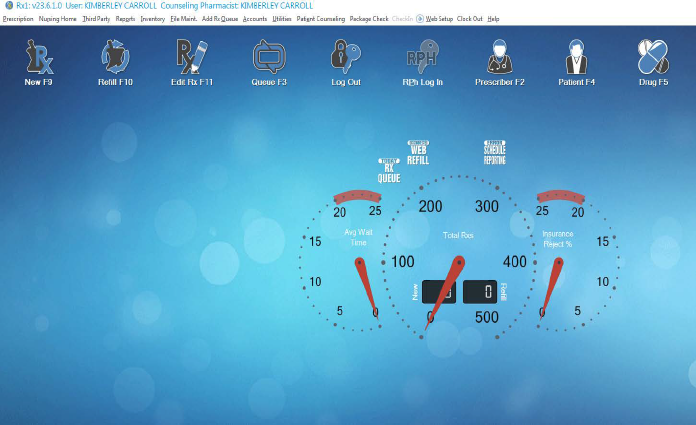 Rx1: v23.6.1.0 User: KIMBERLEY CARROLL Counseling Pharmacist: KIMBERLEY CARROLL
Prescription Nursing Home Third Party Reports Inventory File Maint. Add Rx Queue Accounts Utilities Patient Counseling Package Check CheckIn Web Setup Clock Out Help
Rx Rx RPH
New F9 Refill F10 Edit Rx F11 Queue F3 Log Out RPh Log In Prescriber F2 Patient F4 Drug F5
WEB REFILL
SCHEDULE REPORTING
RX QUEUE
20 25
200 300
25 20
Avg Wait Time
Total Rxs
Insurance Reject %
15
100 400
15
10
10
New 0 Refill
5 0
0 500
0 5